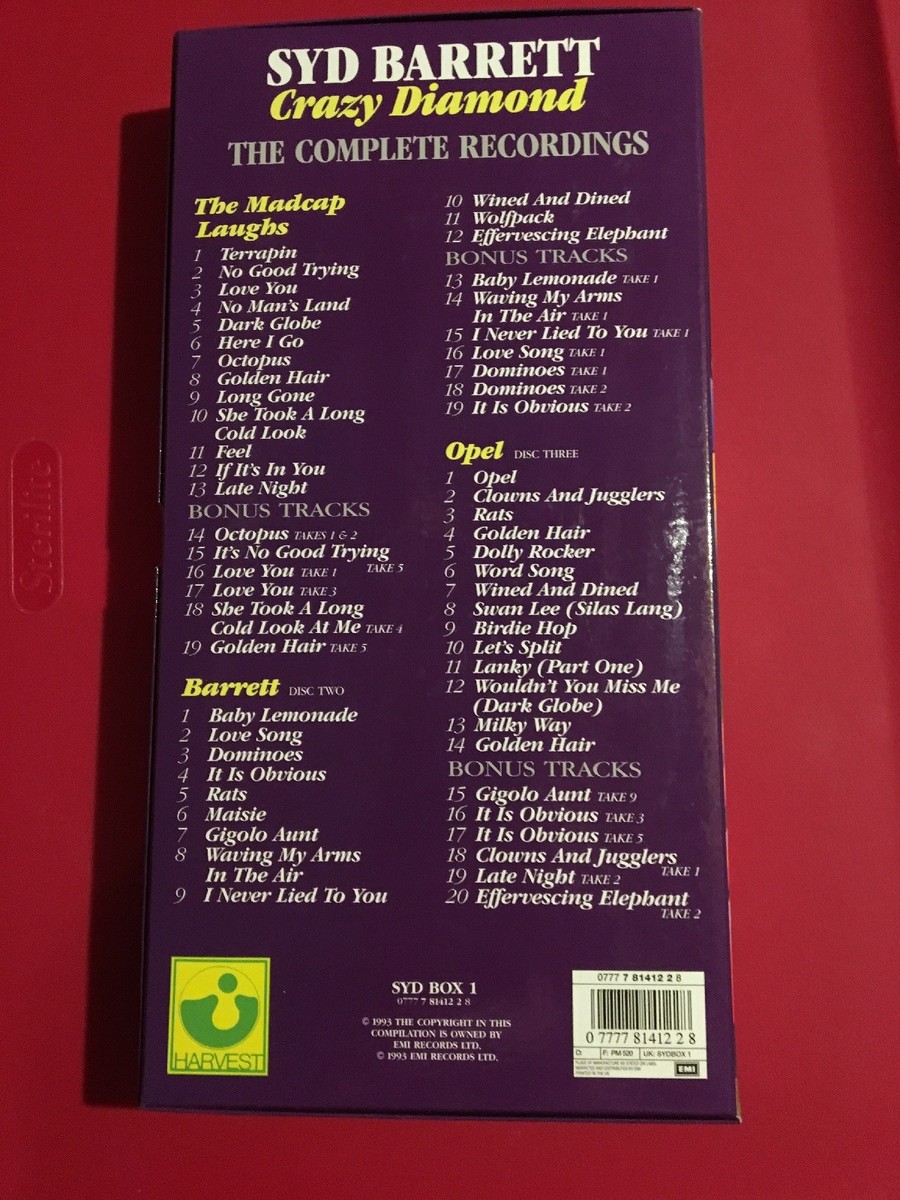 SYD BARRETT
Crazy Diamond
THE COMPLETE RECORDINGS
The Madcap
Laughs
1 Terrapin
2 No Good Trying
3 Love You
4 No Man's Land
5 Dark Globe
6 Here I Go
7 Octopus
8 Golden Hair
9 Long Gone
10 She Took A Long
Cold Look
11 Feel
12 If It's In You
13 Late Night
BONUS TRACKS
14 Octopus TAKES 1 & 2
15 It's No Good Trying
TAKE 5
16 Love You TAKE 1
17 Love You TAKE 3
18 She Took A Long
Cold Look At Me TAKE 4
19 Golden Hair TAKE 5
Barrett DISC TWO
1 Baby Lemonade
2 Love Song
3 Dominoes
4 It Is Obvious
5 Rats
6 Maisie
7 Gigolo Aunt
8 Waving My Arms
In The Air
9 I Never Lied To You
10 Wined And Dined
11 Wolfpack
12 Effervescing Elephant
BONUS TRACKS
13 Baby Lemonade TAKE 1
14 Waving My Arms
In The Air TAKE 1
15 I Never Lied To You TAKE 1
16 Love Song TAKE 1
17 Dominoes TAKE 1
18 Dominoes TAKE 2
19 It Is Obvious TAKE 2
Opel DISC THREE
1 Opel
2 Clowns And Jugglers
3 Rats
4 Golden Hair
5 Dolly Rocker
6 Word Song
7 Wined And Dined
8 Swan Lee (Silas Lang)
9 Birdie Hop
10 Let's Split
11 Lanky (Part One)
12 Wouldn't You Miss Me
(Dark Globe)
13 Milky Way
14 Golden Hair
BONUS TRACKS
15 Gigolo Aunt TAKE 9
16 It Is Obvious TAKE 3
17 It Is Obvious TAKE 5
18 Clowns And Jugglers
TAKE 1
19 Late Night TAKE 2
20 Effervescing Elephant
TAKE 2
HARVEST
SYD BOX 1
0777 7 81412 2 8
© 1993 THE COPYRIGHT IN THIS
COMPILATION IS OWNED BY
EMI RECORDS LTD.
© 1993 EMI RECORDS LTD.
0777 7 81412 2 8
0 7777 81412 2 8
Ct F: PM 520 UK: SYDBOX 1
PRINTED IN THE UK
EMI
Sterilite